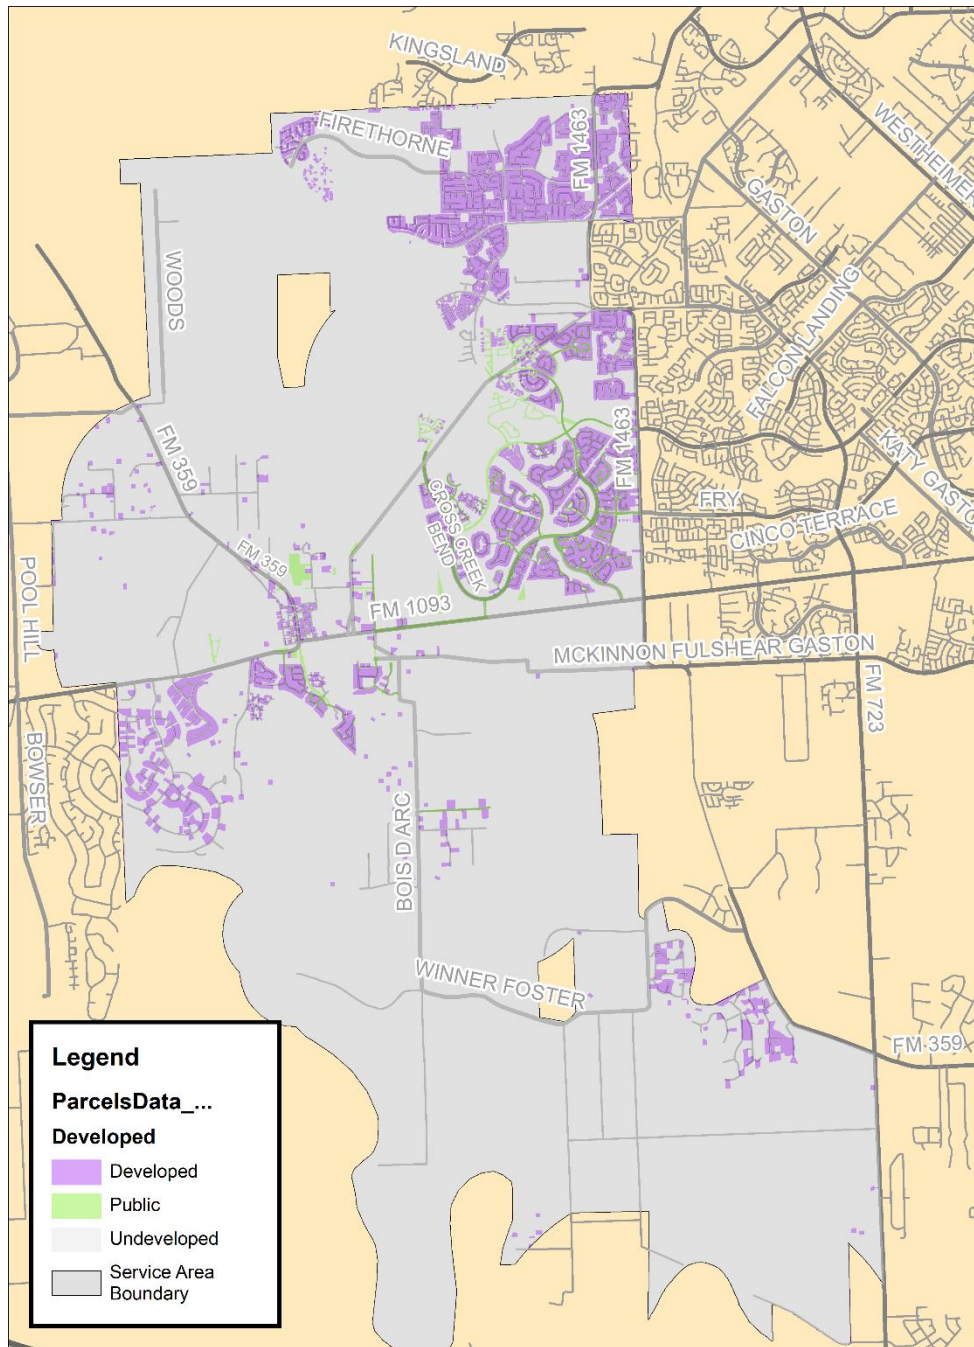 KINGSLAND
FIRETHORNE
FM 1463
WESTHEIMER
GASTON
WOODS
FALCON LANDING
FM 359
FM 1463
KATY GASTON
CROSS CREEK
BEND
FRY
CINCO TERRACE
FM 359
POOL HILL
FM 1093
MCKINNON FULSHEAR GASTON
FM 723
BOWSER
BOIS D ARC
WINNER FOSTER
FM 359
Legend
ParcelsData_...
Developed
Developed
Public
Undeveloped
Service Area
Boundary